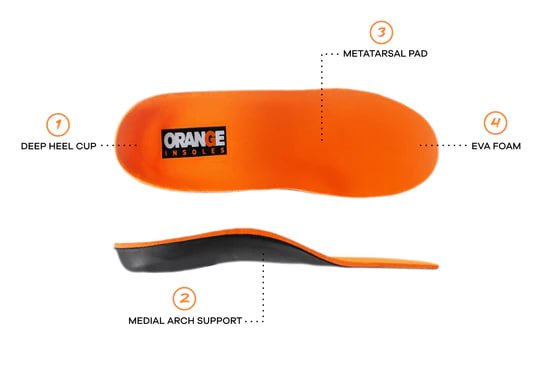 3
METATARSAL PAD
1
DEEP HEEL CUP
4
EVA FOAM
ORANGE
INSOLES
2
MEDIAL ARCH SUPPORT